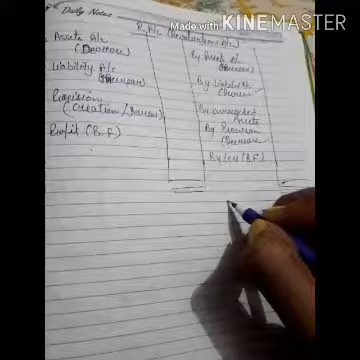 Daily Notes
Made with
KINEMASTER
R A/c (Revaluation A/c)
Assets A/c
(Decrease)
Liability A/c
(Increase)
Provision
(Creation / Increase)
Profit (B.F)
By Assets A/c
(Increase)
By Liability
(Decrease
By unrecorded
Assets
By Provision
(Decrease
By Loss (B.F)